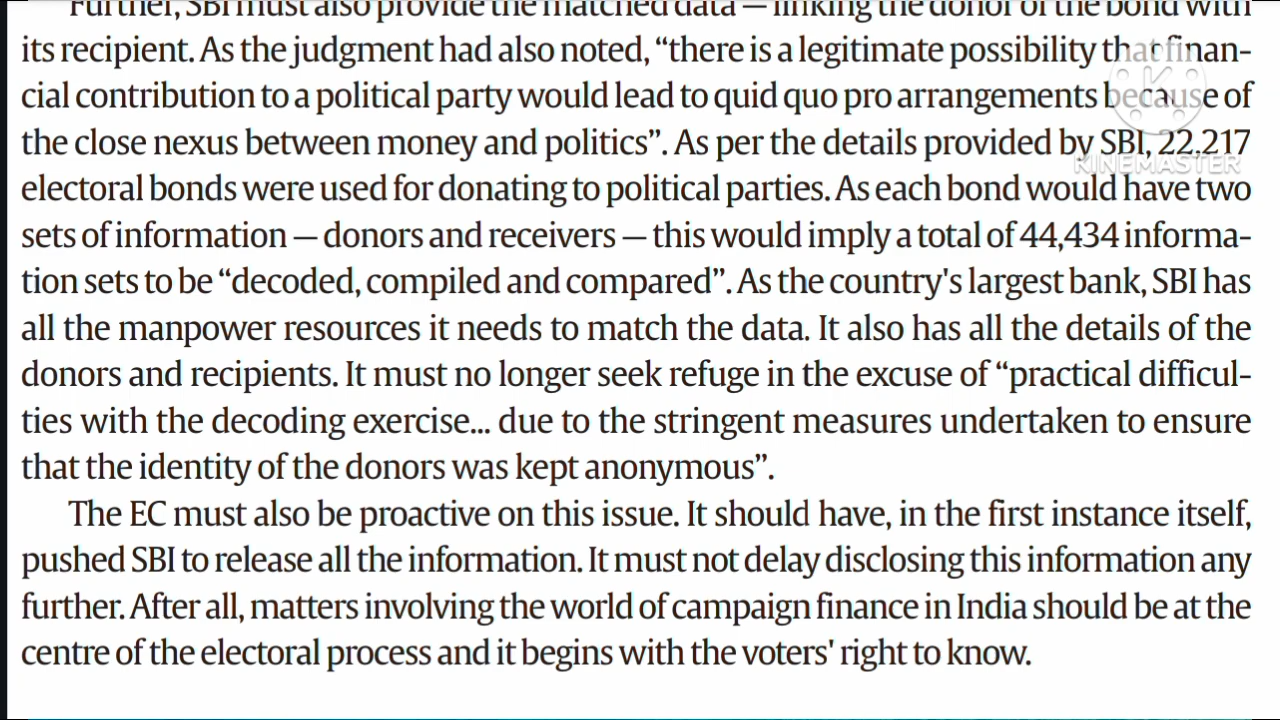 Further, SBI must also provide the matched data — linking the donor of the bond with
its recipient. As the judgment had also noted, “there is a legitimate possibility that finan-
cial contribution to a political party would lead to quid quo pro arrangements because of
the close nexus between money and politics”. As per the details provided by SBI, 22,217
electoral bonds were used for donating to political parties. As each bond would have two
sets of information — donors and receivers — this would imply a total of 44,434 informa-
tion sets to be “decoded, compiled and compared”. As the country's largest bank, SBI has
all the manpower resources it needs to match the data. It also has all the details of the
donors and recipients. It must no longer seek refuge in the excuse of “practical difficul-
ties with the decoding exercise... due to the stringent measures undertaken to ensure
that the identity of the donors was kept anonymous”.
The EC must also be proactive on this issue. It should have, in the first instance itself,
pushed SBI to release all the information. It must not delay disclosing this information any
further. After all, matters involving the world of campaign finance in India should be at the
centre of the electoral process and it begins with the voters' right to know.
K
KINEMASTER